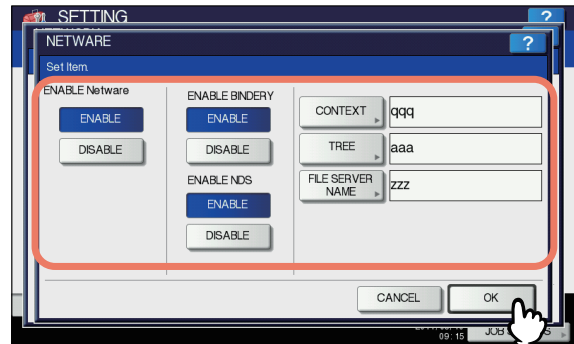 SETTING
?
NETWARE
?
Set Item.
ENABLE Netware
ENABLE
DISABLE
ENABLE BINDERY
ENABLE
DISABLE
ENABLE NDS
ENABLE
DISABLE
CONTEXT
qqq
TREE
aaa
FILE SERVER
NAME
zzz
CANCEL
OK
09:15
JOB